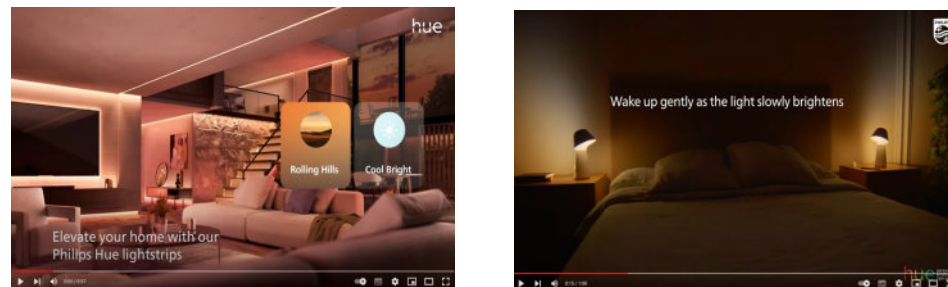 hue
Rolling Hills
Cool Bright
Elevate your home with our
Philips Hue lightstrips
Wake up gently as the light slowly brightens
hue